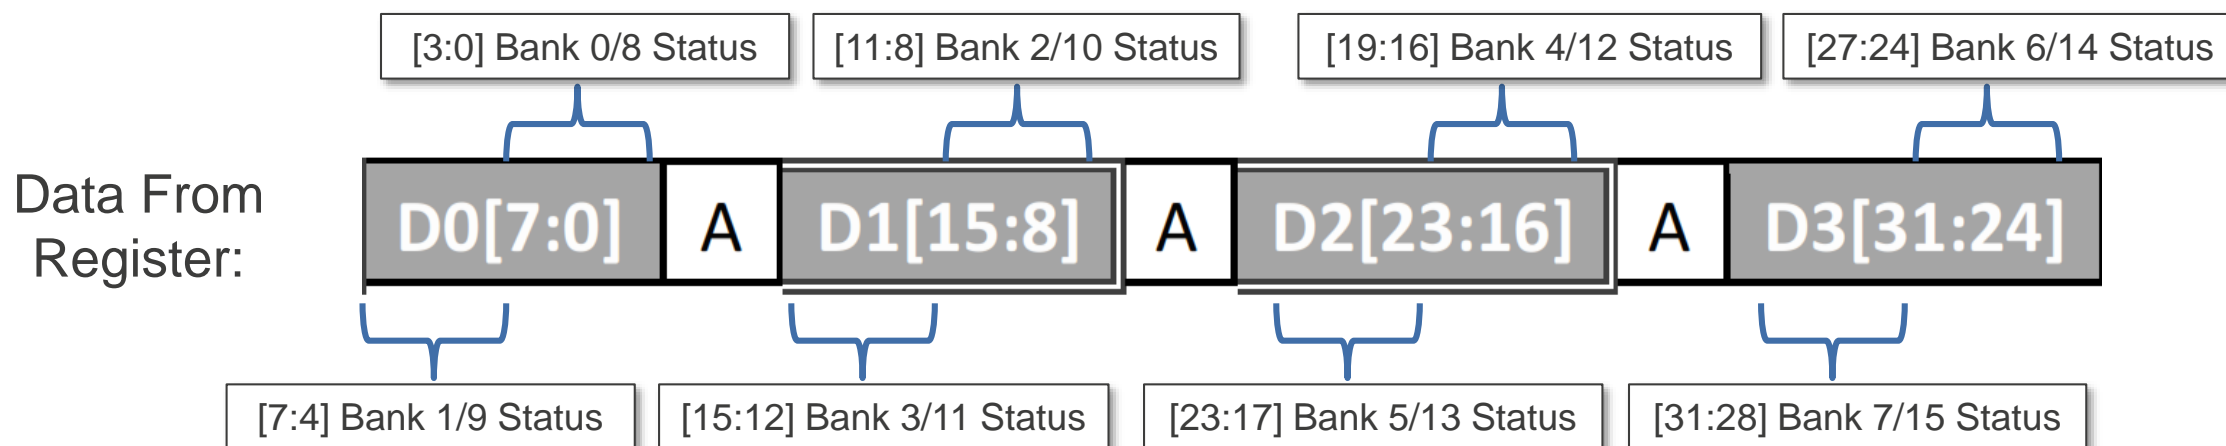 [3:0] Bank 0/8 Status
[11:8] Bank 2/10 Status
[19:16] Bank 4/12 Status
[27:24] Bank 6/14 Status
Data From
Register:
D0[7:0]
A
D1[15:8]
A
D2[23:16]
A
D3[31:24]
[7:4] Bank 1/9 Status
[15:12] Bank 3/11 Status
[23:17] Bank 5/13 Status
[31:28] Bank 7/15 Status